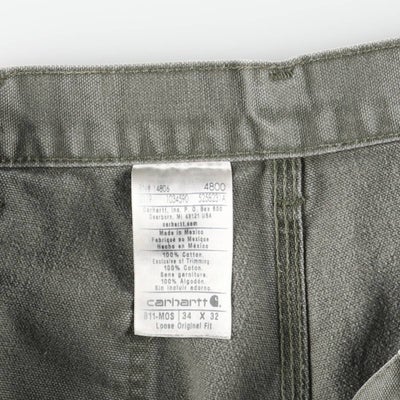 4806 4800
Carhartt, Inc. P.O. Box 600
Dearborn, MI 48121 USA
carhartt.com
Made in Mexico
Fabriqué au Mexique
Hecho en México
100% Cotton.
Exclusive of Trimming
100% Coton.
Sans garniture
100% Algodón
Sin incluir adorno
carhartt
B11-MOS 34 X 32
Loose Original Fit